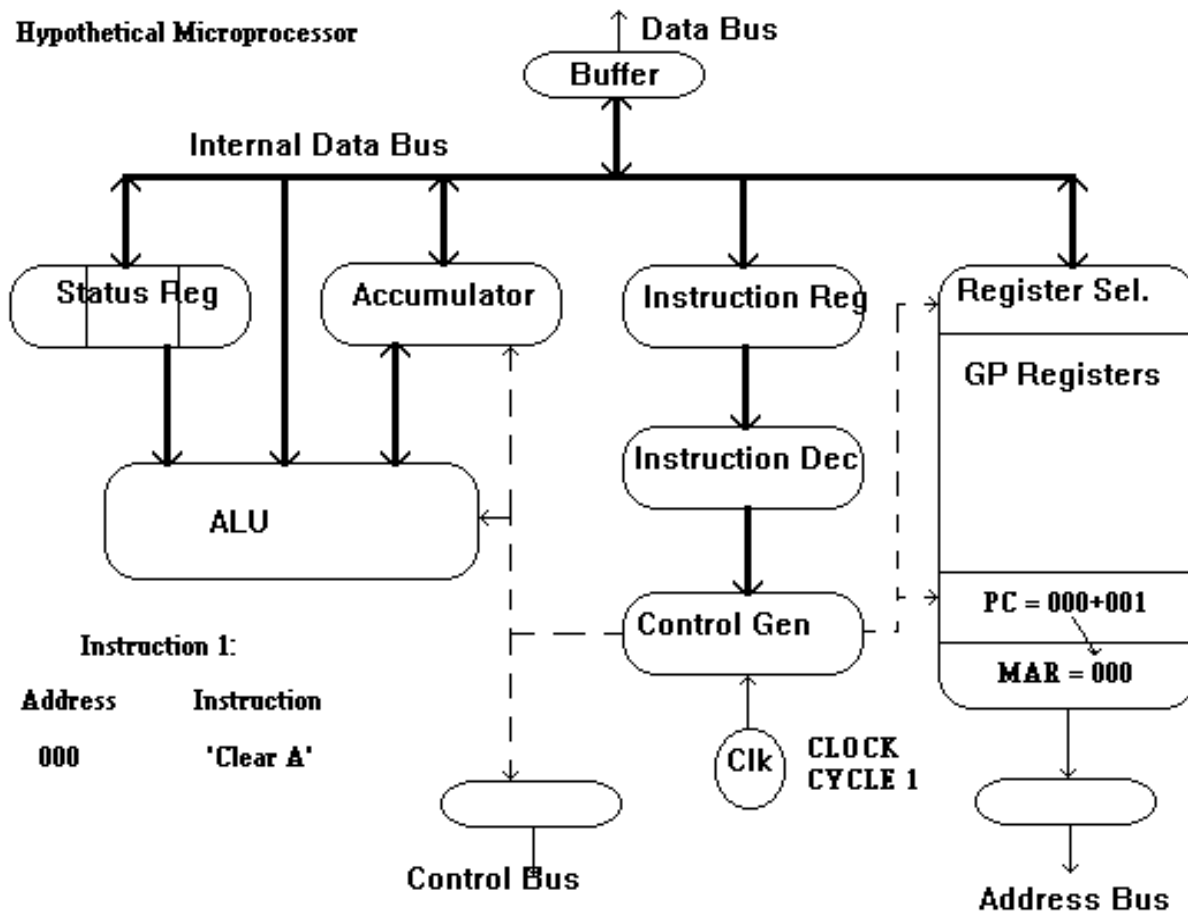 Hypothetical Microprocessor
Data Bus
Buffer
Internal Data Bus
Status Reg
Accumulator
Instruction Reg
Register Sel.
GP Registers
Instruction Dec
ALU
Control Gen
PC = 000+001
MAR = 000
Instruction 1:
Address Instruction
000 'Clear A'
Clk
CLOCK
CYCLE 1
Control Bus
Address Bus